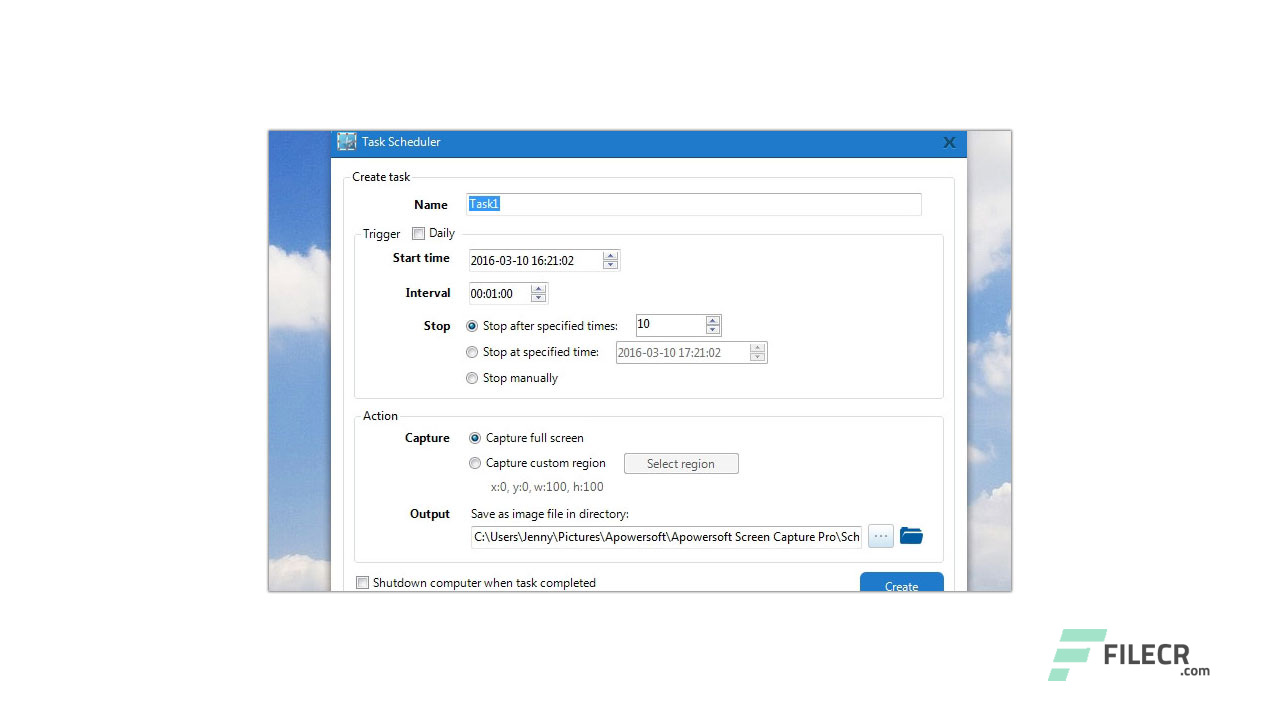 Task Scheduler X
Create task
Name Task1
Trigger Daily
Start time 2016-03-10 16:21:02
Interval 00:01:00
Stop Stop after specified times: 10
Stop at specified time: 2016-03-10 17:21:02
Stop manually
Action
Capture Capture full screen
Capture custom region Select region
x:0, y:0, w:100, h:100
Output Save as image file in directory:
C:\Users\Jenny\Pictures\Apowersoft\Apowersoft Screen Capture Pro\Sch ...
Shutdown computer when task completed Create
FILECR
.com